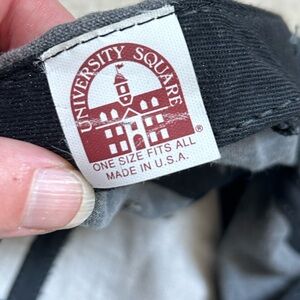 UNIVERSITY SQUARE
®
ONE SIZE FITS ALL
MADE IN U.S.A.